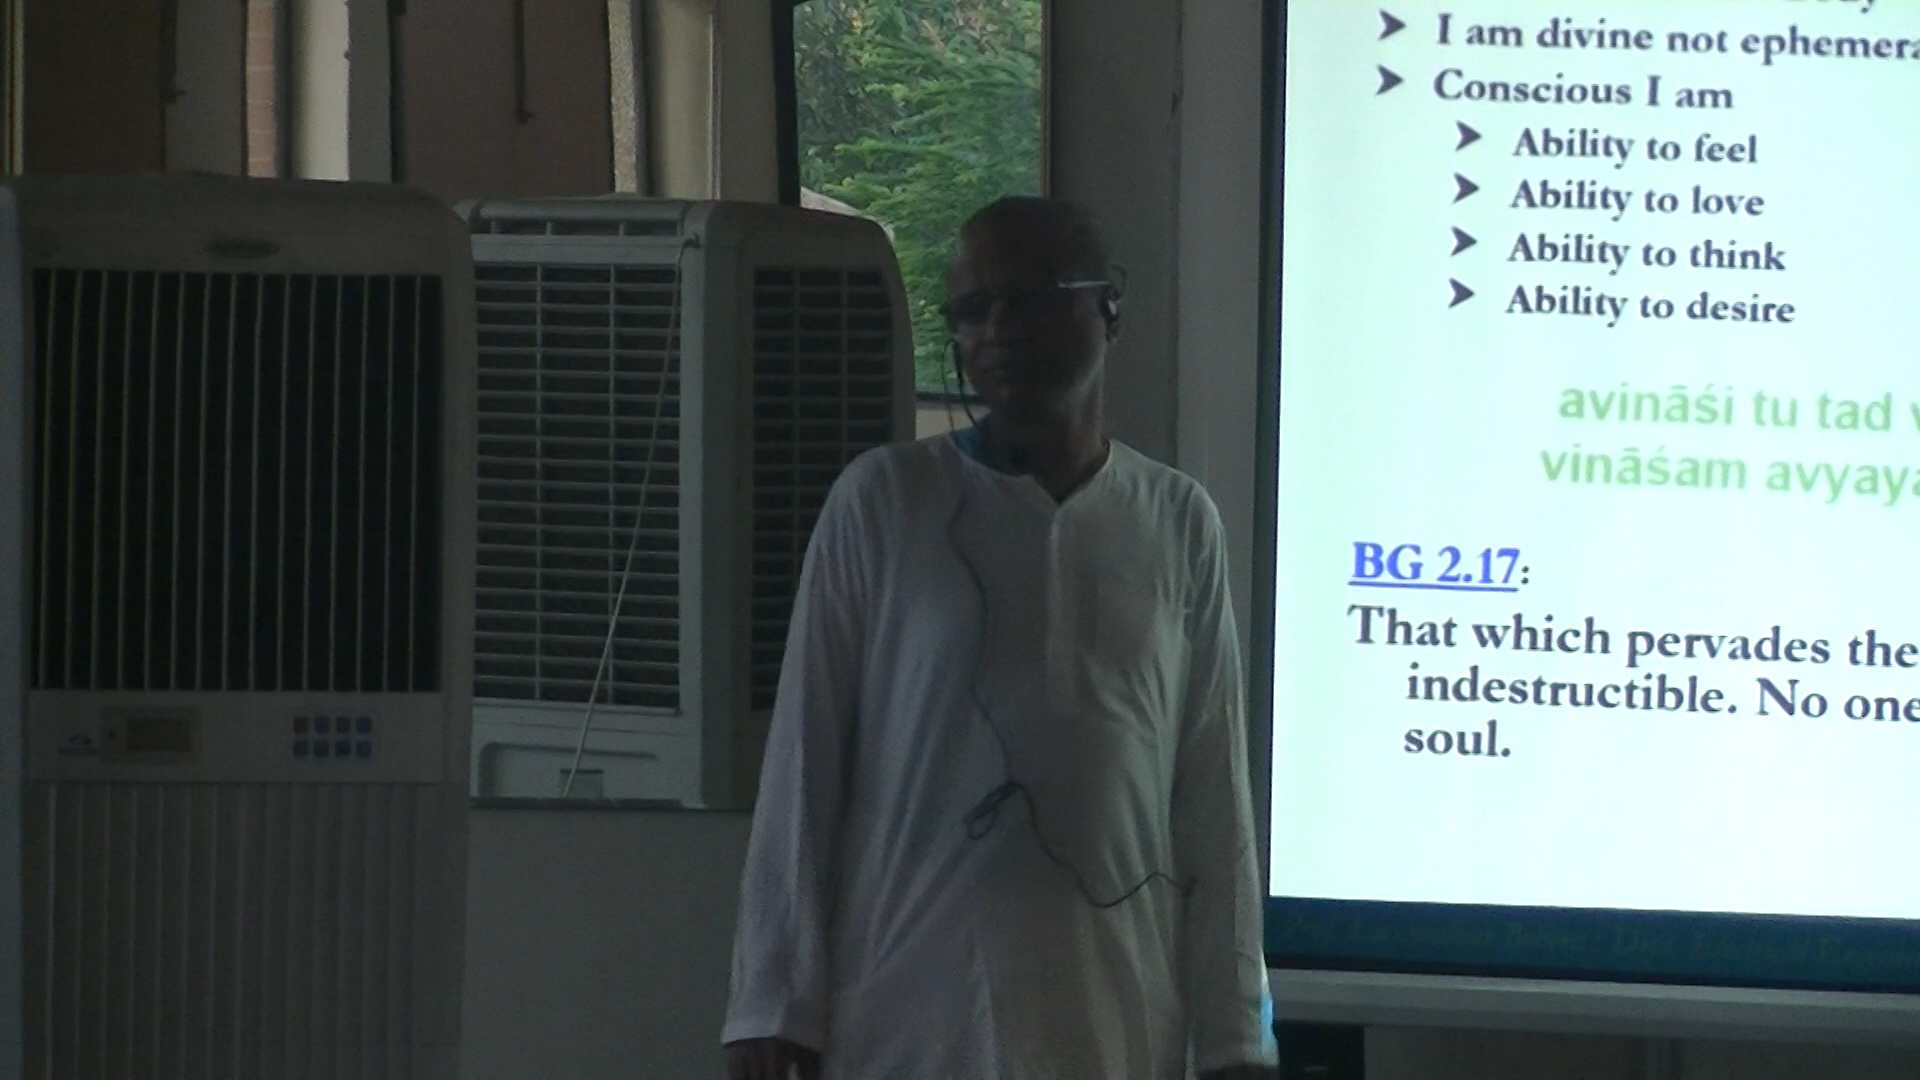 ➤ I am divine not ephemera
➤ Conscious I am
➤ Ability to feel
➤ Ability to love
➤ Ability to think
➤ Ability to desire
avināśi tu tad v
vināśam avyaya
BG 2.17:
That which pervades the
indestructible. No one
soul.